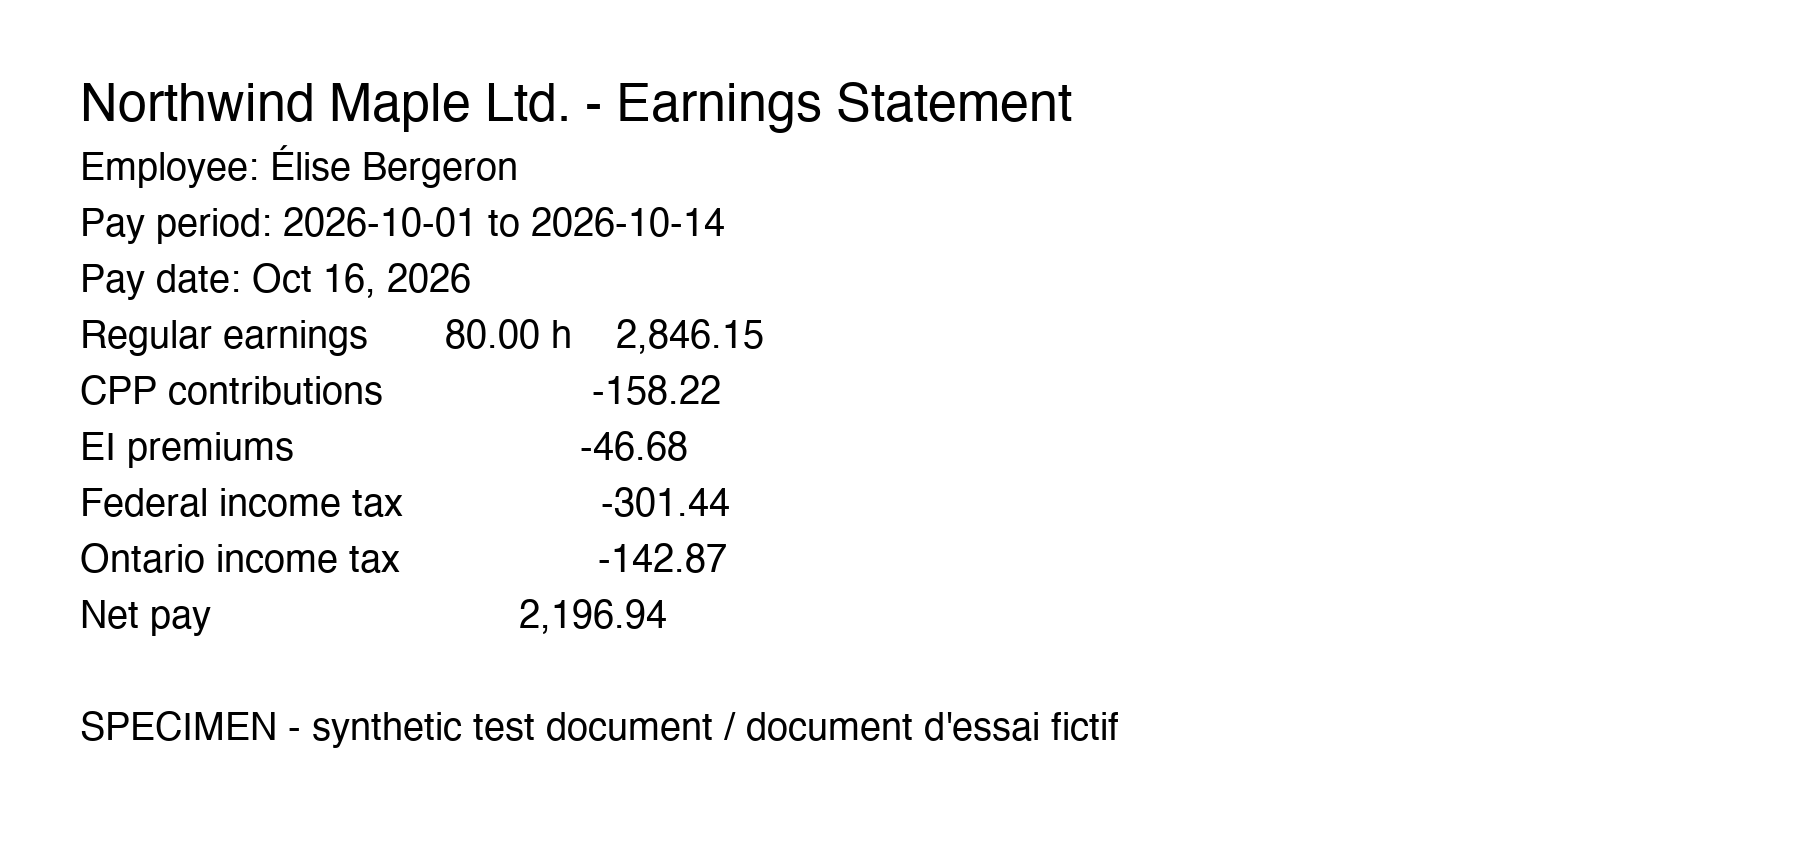 Northwind Maple Ltd. - Earnings Statement
Employee: Élise Bergeron
Pay period: 2026-10-01 to 2026-10-14
Pay date: Oct 16, 2026
Regular earnings 80.00 h 2,846.15
CPP contributions -158.22
EI premiums -46.68
Federal income tax -301.44
Ontario income tax -142.87
Net pay 2,196.94
SPECIMEN - synthetic test document / document d'essai fictif